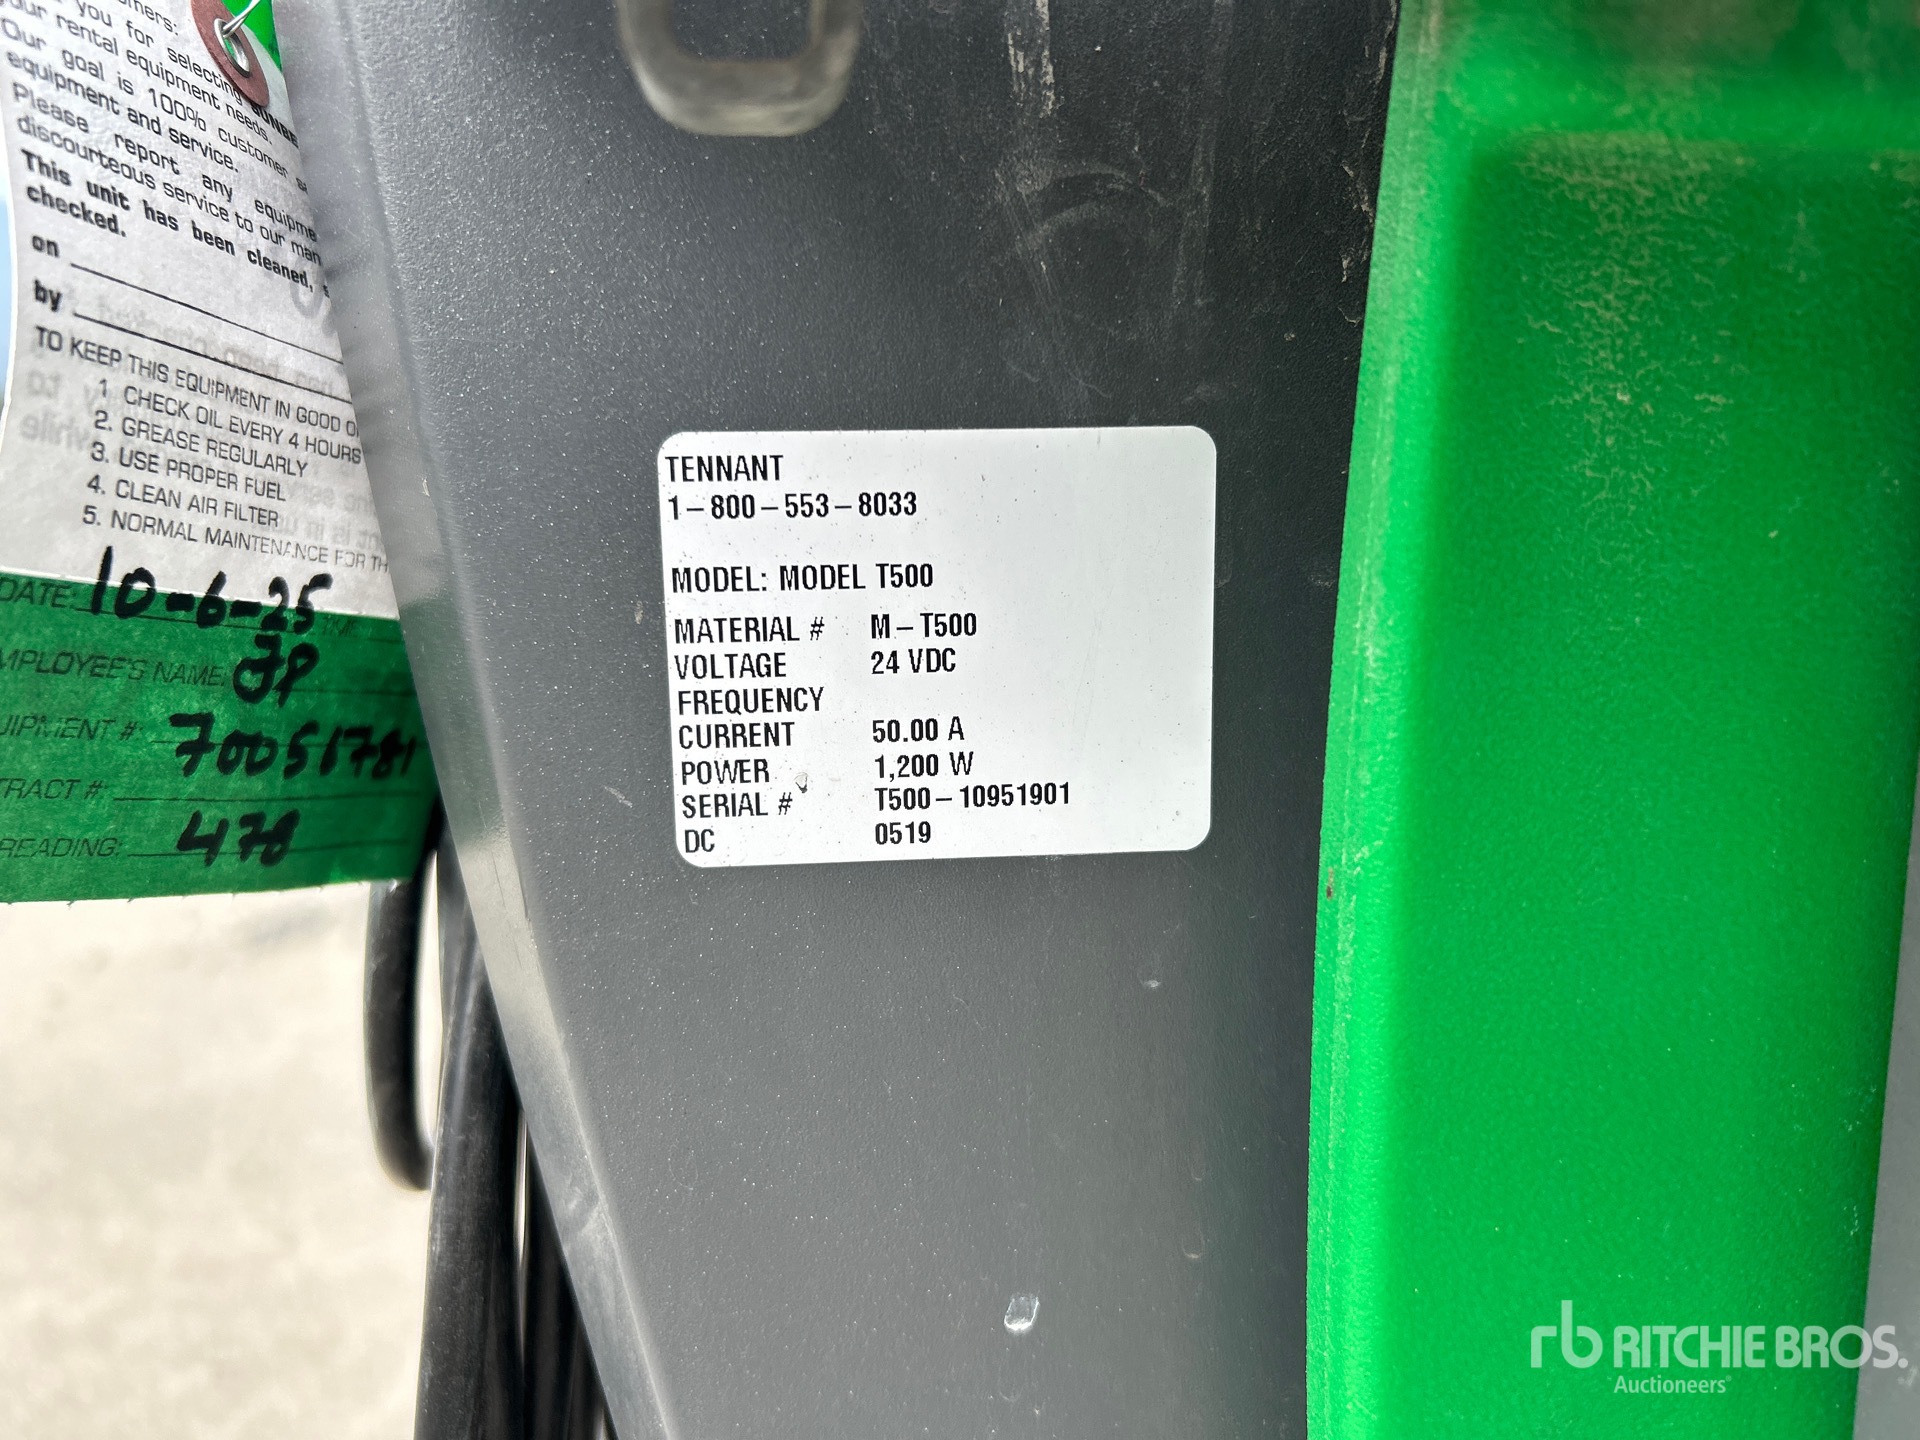 you for selecting SUNBE
our rental equipment needs.
Our goal is 100% customer
equipment and service.
Please report any equipme
discourteous service to our man
This unit has been cleaned,
checked.
on
by
TO KEEP THIS EQUIPMENT IN GOOD
1 CHECK OIL EVERY 4 HOURS
2. GREASE REGULARLY
3. USE PROPER FUEL
4. CLEAN AIR FILTER
5. NORMAL MAINTENANCE FOR TH
DATE: 10-6-25
MPLOYEE'S NAME: JP
UIPMENT #: 70051781
TRACT #:
READING: 478
TENNANT
1-800-553-8033
MODEL: MODEL T500
MATERIAL # M-T500
VOLTAGE 24 VDC
FREQUENCY
CURRENT 50.00 A
POWER 1,200 W
SERIAL # T500-10951901
DC 0519
rb RITCHIE BROS.
Auctioneers